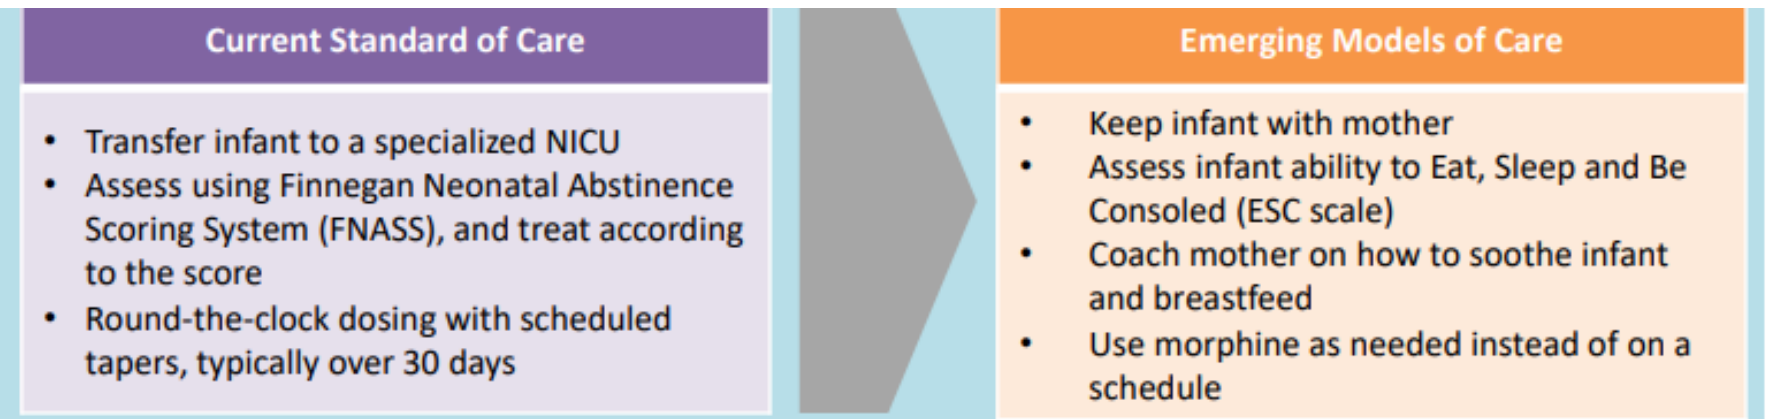 Current Standard of Care
• Transfer infant to a specialized NICU
• Assess using Finnegan Neonatal Abstinence
Scoring System (FNASS), and treat according
to the score
• Round-the-clock dosing with scheduled
tapers, typically over 30 days
Emerging Models of Care
• Keep infant with mother
• Assess infant ability to Eat, Sleep and Be
Consoled (ESC scale)
• Coach mother on how to soothe infant
and breastfeed
• Use morphine as needed instead of on a
schedule